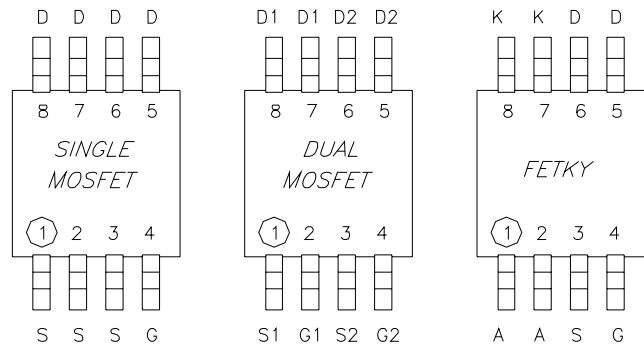 D D D D D1 D1 D2 D2 K K D D
8 7 6 5 8 7 6 5 8 7 6 5
SINGLE MOSFET
DUAL MOSFET
FETKY
1 2 3 4 1 2 3 4 1 2 3 4
S S S G S1 G1 S2 G2 A A S G